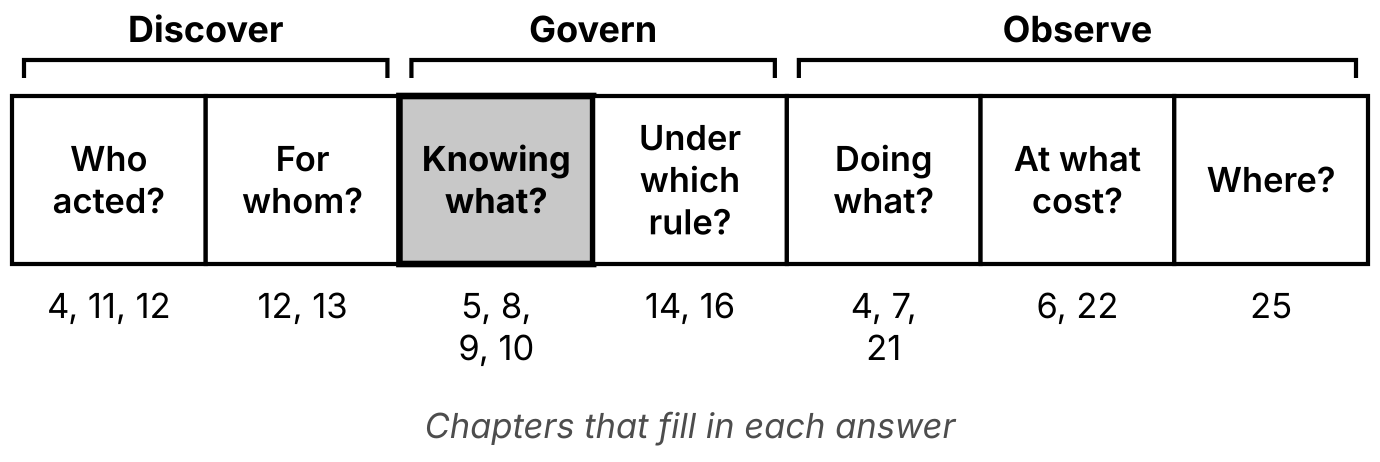 Discover
Govern
Observe
Who
acted?
For
whom?
Knowing
what?
Under
which
rule?
Doing
what?
At what
cost?
Where?
4, 11, 12
12, 13
5, 8,
9, 10
14, 16
4, 7,
21
6, 22
25
Chapters that fill in each answer